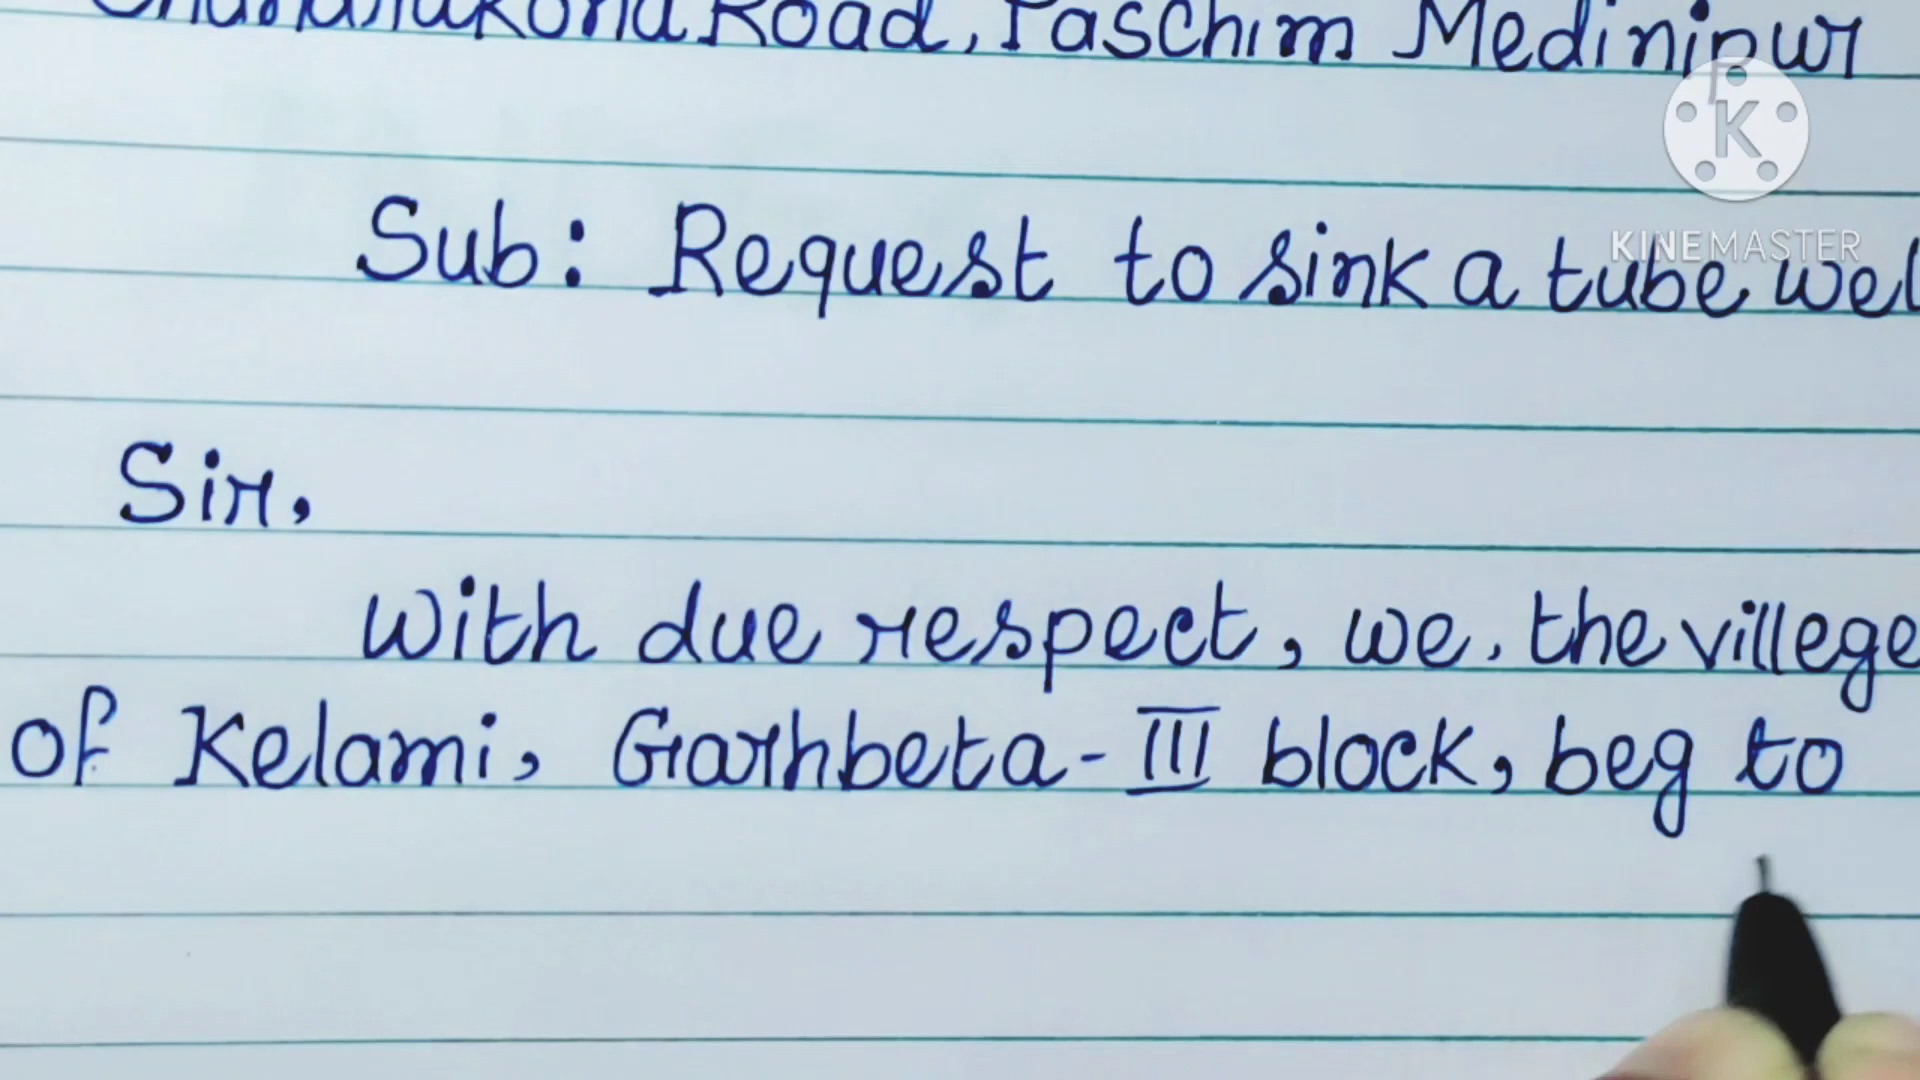 Chandrakona Road, Paschim Medinipur
Sub: Request to sink a tube wel
Sir,
With due respect, we, the villege
of Kelami, Garhbeta-III block, beg to
K
KINEMASTER